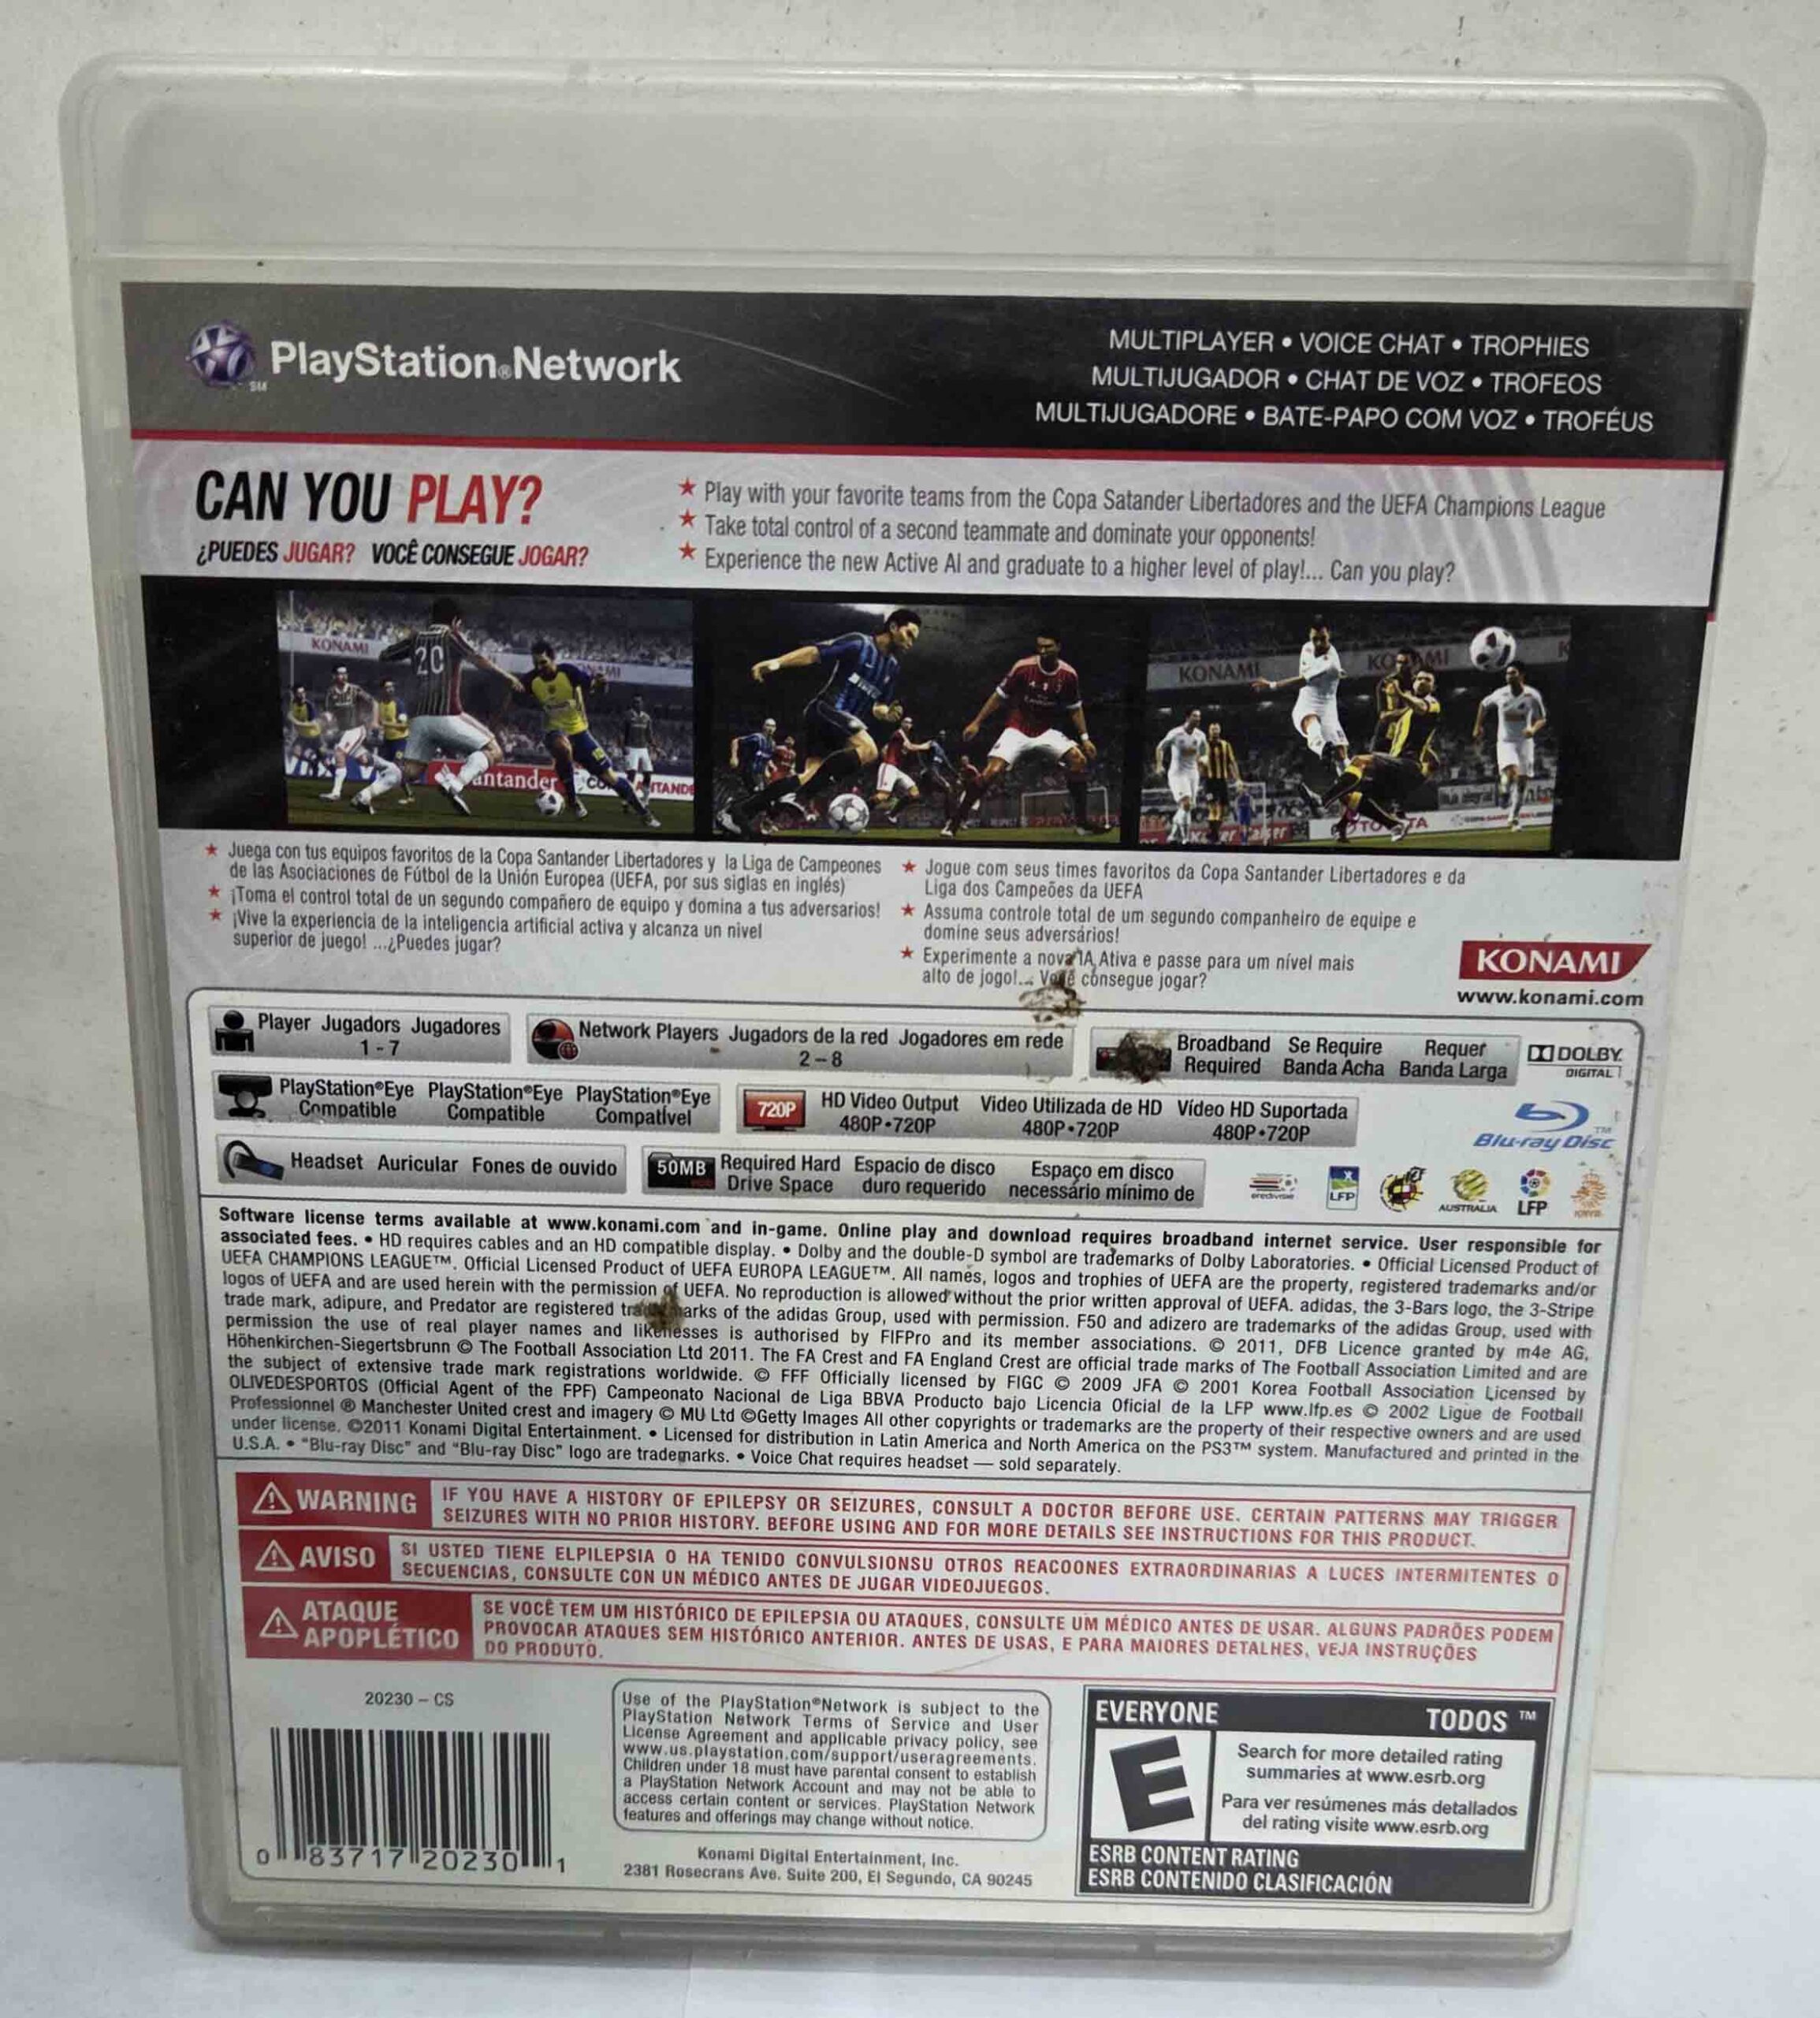 PlayStation®Network
SM
MULTIPLAYER • VOICE CHAT • TROPHIES
MULTIJUGADOR • CHAT DE VOZ • TROFEOS
MULTIJUGADORE • BATE-PAPO COM VOZ • TROFÉUS
CAN YOU PLAY?
¿PUEDES JUGAR? VOCÊ CONSEGUE JOGAR?
★ Play with your favorite teams from the Copa Satander Libertadores and the UEFA Champions League
★ Take total control of a second teammate and dominate your opponents!
★ Experience the new Active AI and graduate to a higher level of play!... Can you play?
KONAMI
20
antander
KONAMI
KONAMI
TOYOTA
★ Juega con tus equipos favoritos de la Copa Santander Libertadores y la Liga de Campeones
de las Asociaciones de Fútbol de la Unión Europea (UEFA, por sus siglas en inglés)
★ ¡Toma el control total de un segundo compañero de equipo y domina a tus adversarios!
★ ¡Vive la experiencia de la inteligencia artificial activa y alcanza un nivel
superior de juego! ...¿Puedes jugar?
★ Jogue com seus times favoritos da Copa Santander Libertadores e da
Liga dos Campeões da UEFA
★ Assuma controle total de um segundo companheiro de equipe e
domine seus adversários!
★ Experimente a nova IA Ativa e passe para um nível mais
alto de jogo!... Você consegue jogar?
KONAMI
www.konami.com
Player Jugadors Jugadores
1 - 7
Network Players Jugadors de la red Jogadores em rede
2 – 8
Broadband Se Require Requer
Required Banda Acha Banda Larga
DOLBY
DIGITAL
PlayStation®Eye PlayStation®Eye PlayStation®Eye
Compatible Compatible Compatível
720P
HD Video Output Video Utilizada de HD Vídeo HD Suportada
480P•720P 480P•720P 480P•720P
Blu-ray Disc™
Headset Auricular Fones de ouvido
50MB
Required Hard Espacio de disco Espaço em disco
Drive Space duro requerido necessário mínimo de
eredivisie LFP AUSTRALIA LFP KNVB
Software license terms available at www.konami.com and in-game. Online play and download requires broadband internet service. User responsible for
associated fees. • HD requires cables and an HD compatible display. • Dolby and the double-D symbol are trademarks of Dolby Laboratories. • Official Licensed Product of
UEFA CHAMPIONS LEAGUE™. Official Licensed Product of UEFA EUROPA LEAGUE™. All names, logos and trophies of UEFA are the property, registered trademarks and/or
logos of UEFA and are used herein with the permission of UEFA. No reproduction is allowed without the prior written approval of UEFA. adidas, the 3-Bars logo, the 3-Stripe
trade mark, adipure, and Predator are registered trademarks of the adidas Group, used with permission. F50 and adizero are trademarks of the adidas Group, used with
permission the use of real player names and likenesses is authorised by FIFPro and its member associations. © 2011, DFB Licence granted by m4e AG,
Höhenkirchen-Siegertsbrunn © The Football Association Ltd 2011. The FA Crest and FA England Crest are official trade marks of The Football Association Limited and are
the subject of extensive trade mark registrations worldwide. © FFF Officially licensed by FIGC © 2009 JFA © 2001 Korea Football Association Licensed by
OLIVEDESPORTOS (Official Agent of the FPF) Campeonato Nacional de Liga BBVA Producto bajo Licencia Oficial de la LFP www.lfp.es © 2002 Ligue de Football
Professionnel ® Manchester United crest and imagery © MU Ltd ©Getty Images All other copyrights or trademarks are the property of their respective owners and are used
under license. ©2011 Konami Digital Entertainment. • Licensed for distribution in Latin America and North America on the PS3™ system. Manufactured and printed in the
U.S.A. • “Blu-ray Disc” and “Blu-ray Disc” logo are trademarks. • Voice Chat requires headset — sold separately.
WARNING
IF YOU HAVE A HISTORY OF EPILEPSY OR SEIZURES, CONSULT A DOCTOR BEFORE USE. CERTAIN PATTERNS MAY TRIGGER
SEIZURES WITH NO PRIOR HISTORY. BEFORE USING AND FOR MORE DETAILS SEE INSTRUCTIONS FOR THIS PRODUCT.
AVISO
SI USTED TIENE ELPILEPSIA O HA TENIDO CONVULSIONSU OTROS REACOONES EXTRAORDINARIAS A LUCES INTERMITENTES O
SECUENCIAS, CONSULTE CON UN MÉDICO ANTES DE JUGAR VIDEOJUEGOS.
ATAQUE
APOPLÉTICO
SE VOCÊ TEM UM HISTÓRICO DE EPILEPSIA OU ATAQUES, CONSULTE UM MÉDICO ANTES DE USAR. ALGUNS PADRÕES PODEM
PROVOCAR ATAQUES SEM HISTÓRICO ANTERIOR. ANTES DE USAS, E PARA MAIORES DETALHES, VEJA INSTRUÇÕES
DO PRODUTO.
20230 – CS
0 83717 20230 1
Use of the PlayStation®Network is subject to the
PlayStation Network Terms of Service and User
License Agreement and applicable privacy policy, see
www.us.playstation.com/support/useragreements.
Children under 18 must have parental consent to establish
a PlayStation Network Account and may not be able to
access certain content or services. PlayStation Network
features and offerings may change without notice.
Konami Digital Entertainment, Inc.
2381 Rosecrans Ave. Suite 200, El Segundo, CA 90245
EVERYONE TODOS ™
E
Search for more detailed rating
summaries at www.esrb.org
Para ver resúmenes más detallados
del rating visite www.esrb.org
ESRB CONTENT RATING
ESRB CONTENIDO CLASIFICACIÓN